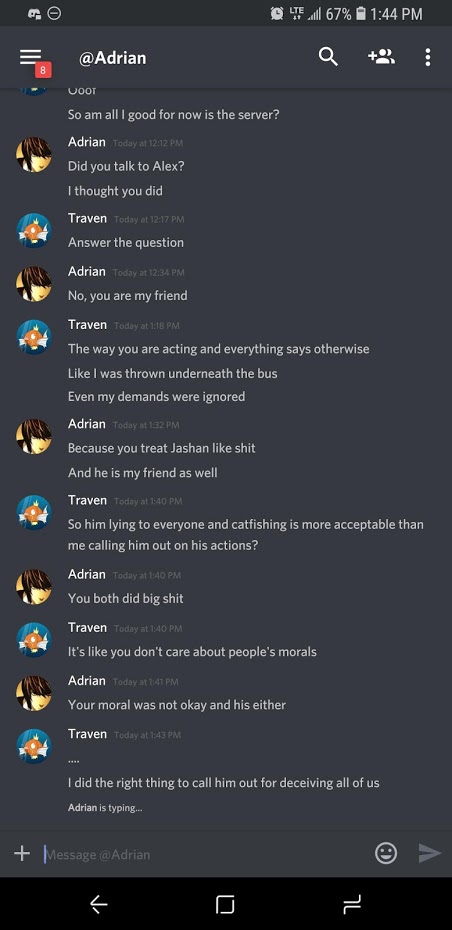 LTE 67% 1:44 PM
8
@Adrian
Ooof
So am all I good for now is the server?
Adrian Today at 12:12 PM
Did you talk to Alex?
I thought you did
Traven Today at 12:17 PM
Answer the question
Adrian Today at 12:34 PM
No, you are my friend
Traven Today at 1:18 PM
The way you are acting and everything says otherwise
Like I was thrown underneath the bus
Even my demands were ignored
Adrian Today at 1:32 PM
Because you treat Jashan like shit
And he is my friend as well
Traven Today at 1:40 PM
So him lying to everyone and catfishing is more acceptable than
me calling him out on his actions?
Adrian Today at 1:40 PM
You both did big shit
Traven Today at 1:40 PM
It's like you don't care about people's morals
Adrian Today at 1:41 PM
Your moral was not okay and his either
Traven Today at 1:43 PM
....
I did the right thing to call him out for deceiving all of us
Adrian is typing...
Message @Adrian